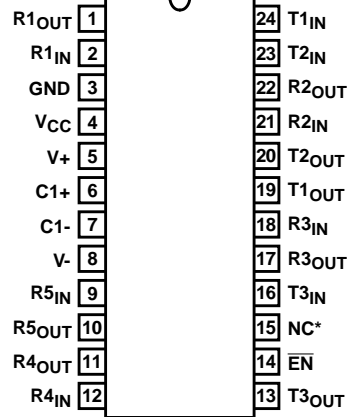 R1OUT 1 24 T1IN
R1IN 2 23 T2IN
GND 3 22 R2OUT
VCC 4 21 R2IN
V+ 5 20 T2OUT
C1+ 6 19 T1OUT
C1- 7 18 R3IN
V- 8 17 R3OUT
R5IN 9 16 T3IN
R5OUT 10 15 NC*
R4OUT 11 14 E̅N̅
R4IN 12 13 T3OUT